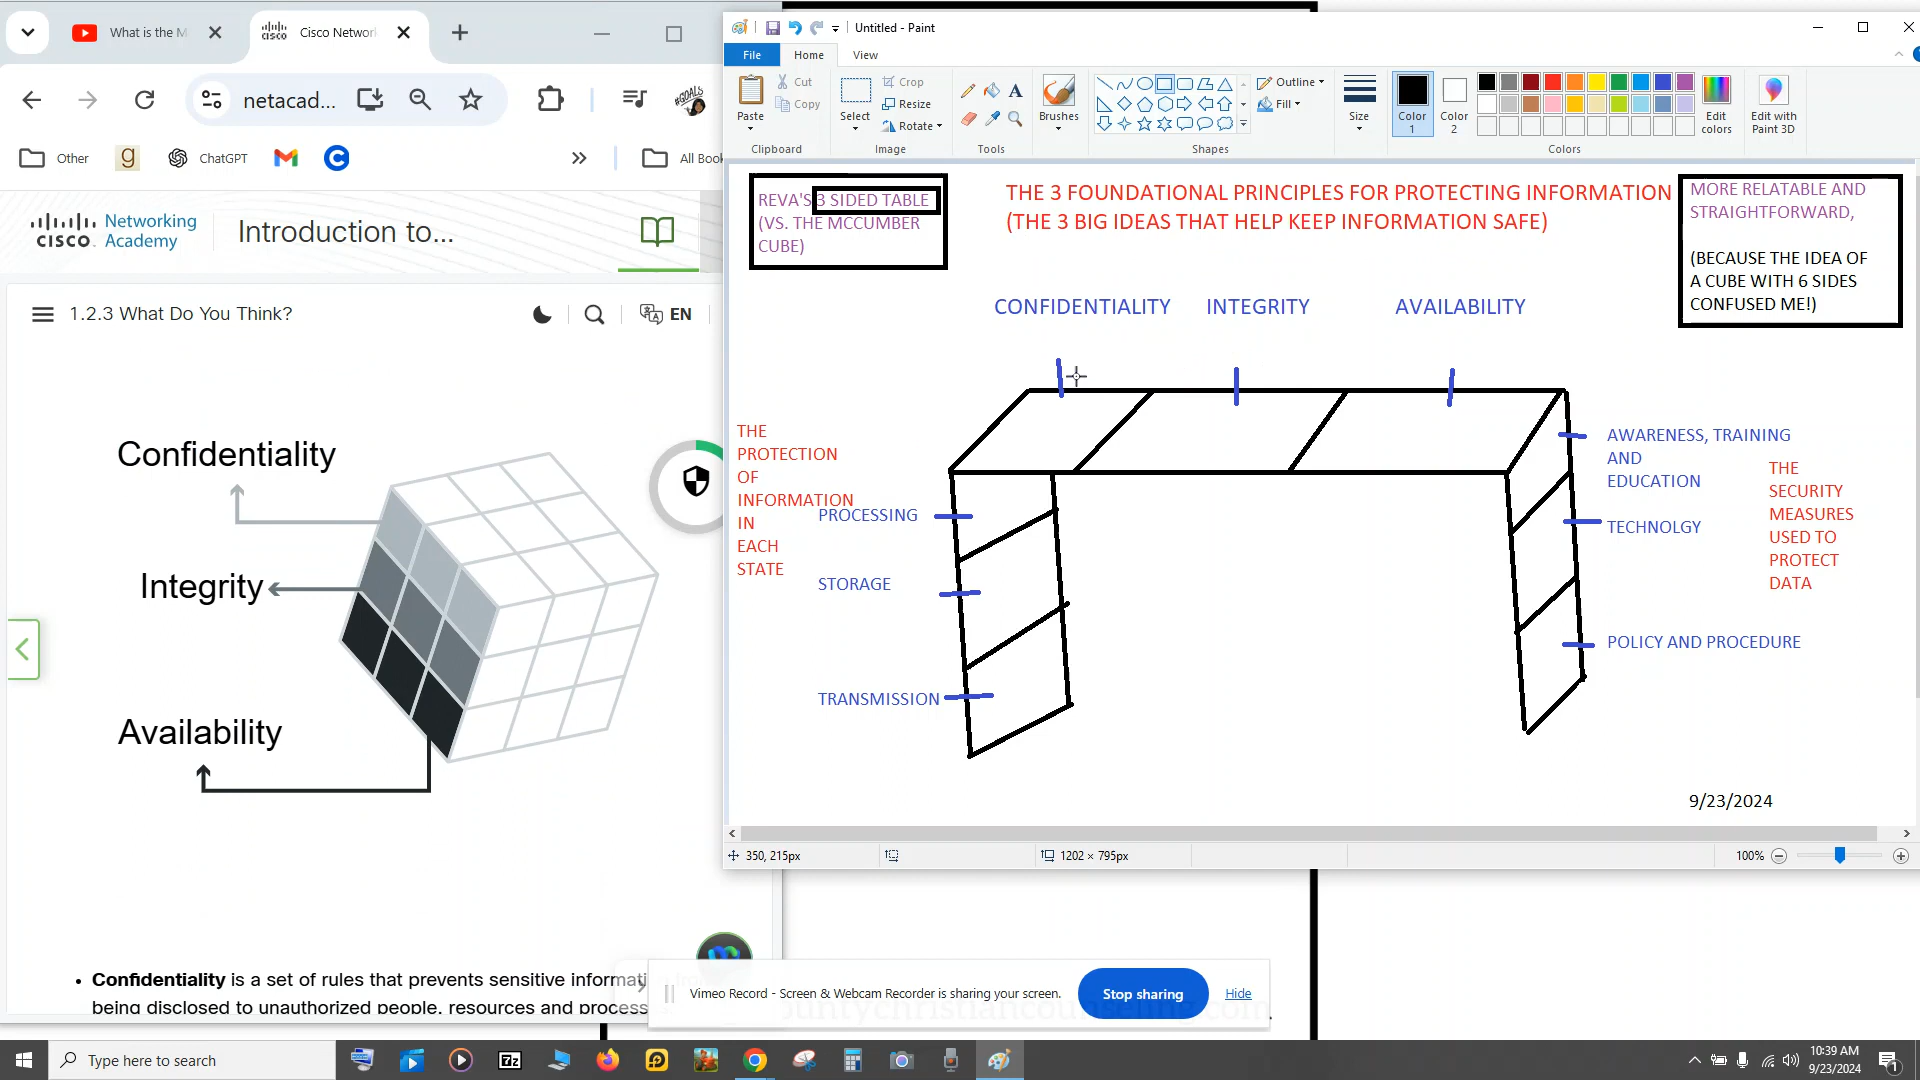 What is the M
Cisco Networ
netacad...
Other
g
ChatGPT
All Boo
CISCO
Networking
Academy
Introduction to...
1.2.3 What Do You Think?
EN
Confidentiality
Integrity
Availability
• Confidentiality is a set of rules that prevents sensitive informati
being disclosed to unauthorized people, resources and process
Untitled - Paint
File
Home
View
Paste
Cut
Copy
Clipboard
Select
Crop
Resize
Rotate
Image
Tools
Brushes
Shapes
Outline
Fill
Size
Color
1
Color
2
Edit
colors
Edit with
Paint 3D
Colors
REVA'S 3 SIDED TABLE
(VS. THE MCCUMBER
CUBE)
THE 3 FOUNDATIONAL PRINCIPLES FOR PROTECTING INFORMATION
(THE 3 BIG IDEAS THAT HELP KEEP INFORMATION SAFE)
MORE RELATABLE AND
STRAIGHTFORWARD,
(BECAUSE THE IDEA OF
A CUBE WITH 6 SIDES
CONFUSED ME!)
CONFIDENTIALITY
INTEGRITY
AVAILABILITY
THE
PROTECTION
OF
INFORMATION
IN
EACH
STATE
PROCESSING
STORAGE
TRANSMISSION
AWARENESS, TRAINING
AND
EDUCATION
TECHNOLGY
POLICY AND PROCEDURE
THE
SECURITY
MEASURES
USED TO
PROTECT
DATA
9/23/2024
350, 215px
1202 × 795px
100%
Vimeo Record - Screen & Webcam Recorder is sharing your screen.
Stop sharing
Hide
Type here to search
7z
10:39 AM
9/23/2024
1